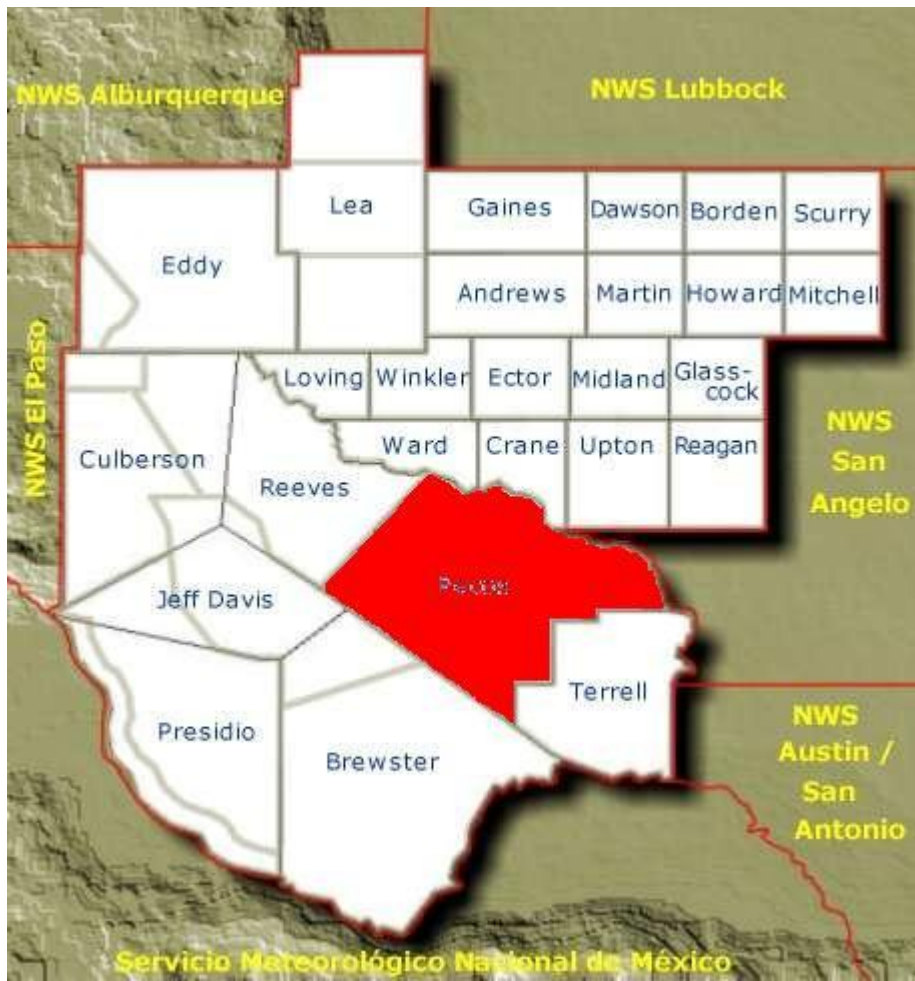 NWS Alburquerque
NWS Lubbock
Lea
Gaines
Dawson
Borden
Scurry
Eddy
Andrews
Martin
Howard
Mitchell
NWS El Paso
Loving
Winkler
Ector
Midland
Glass-
cock
Culberson
Ward
Crane
Upton
Reagan
NWS
San
Angelo
Reeves
Pecos
Jeff Davis
Terrell
Presidio
Brewster
NWS
Austin /
San
Antonio
Servicio Meteorológico Nacional de México